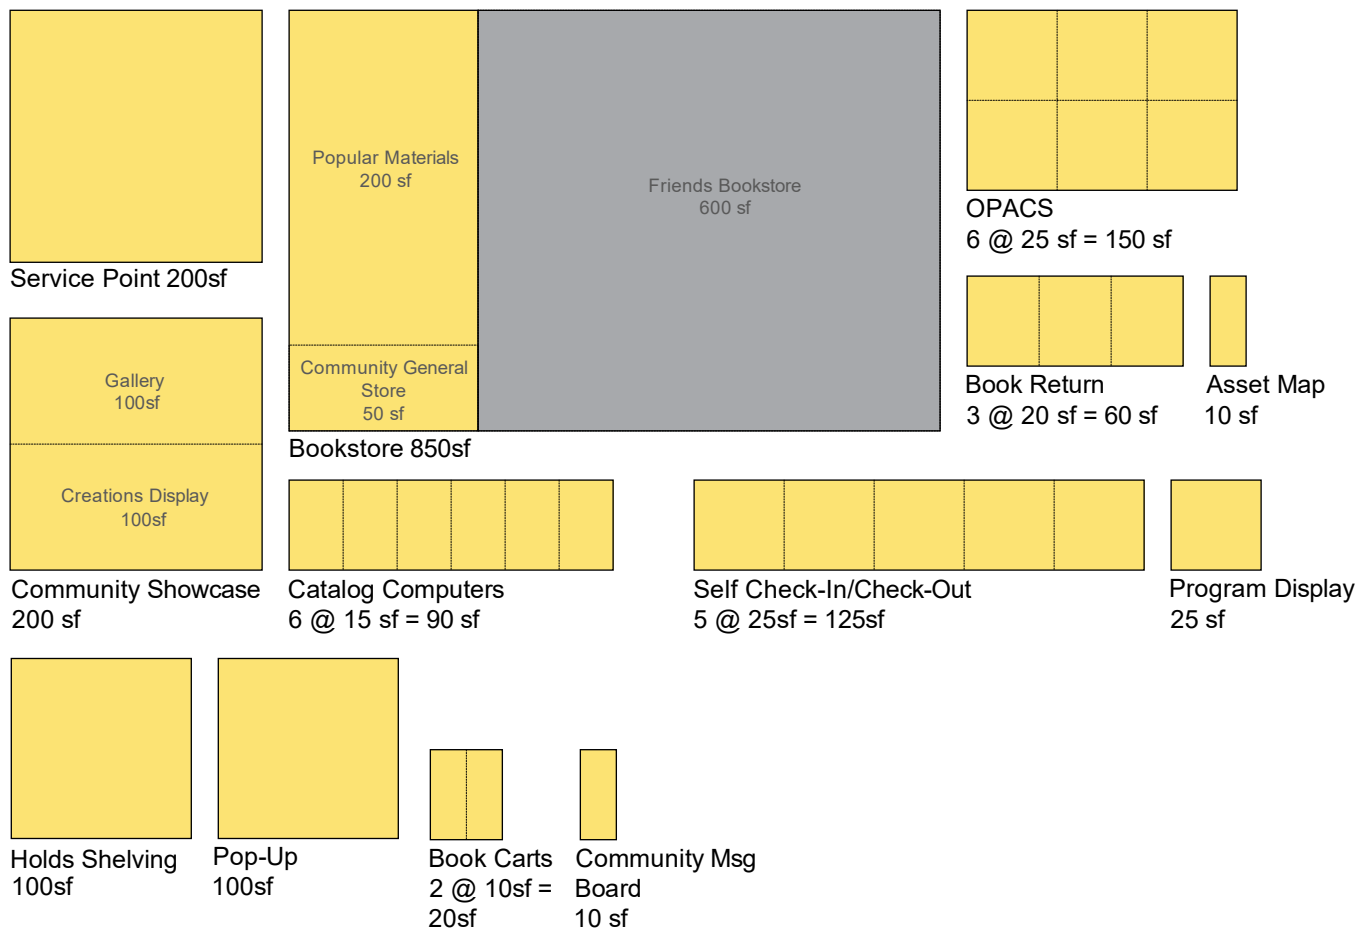 Popular Materials
200 sf
Friends Bookstore
600 sf
OPACS
6 @ 25 sf = 150 sf
Service Point 200sf
Gallery
100sf
Creations Display
100sf
Community Showcase
200 sf
Community General
Store
50 sf
Bookstore 850sf
Book Return
3 @ 20 sf = 60 sf
Asset Map
10 sf
Catalog Computers
6 @ 15 sf = 90 sf
Self Check-In/Check-Out
5 @ 25sf = 125sf
Program Display
25 sf
Holds Shelving
100sf
Pop-Up
100sf
Book Carts
2 @ 10sf =
20sf
Community Msg
Board
10 sf